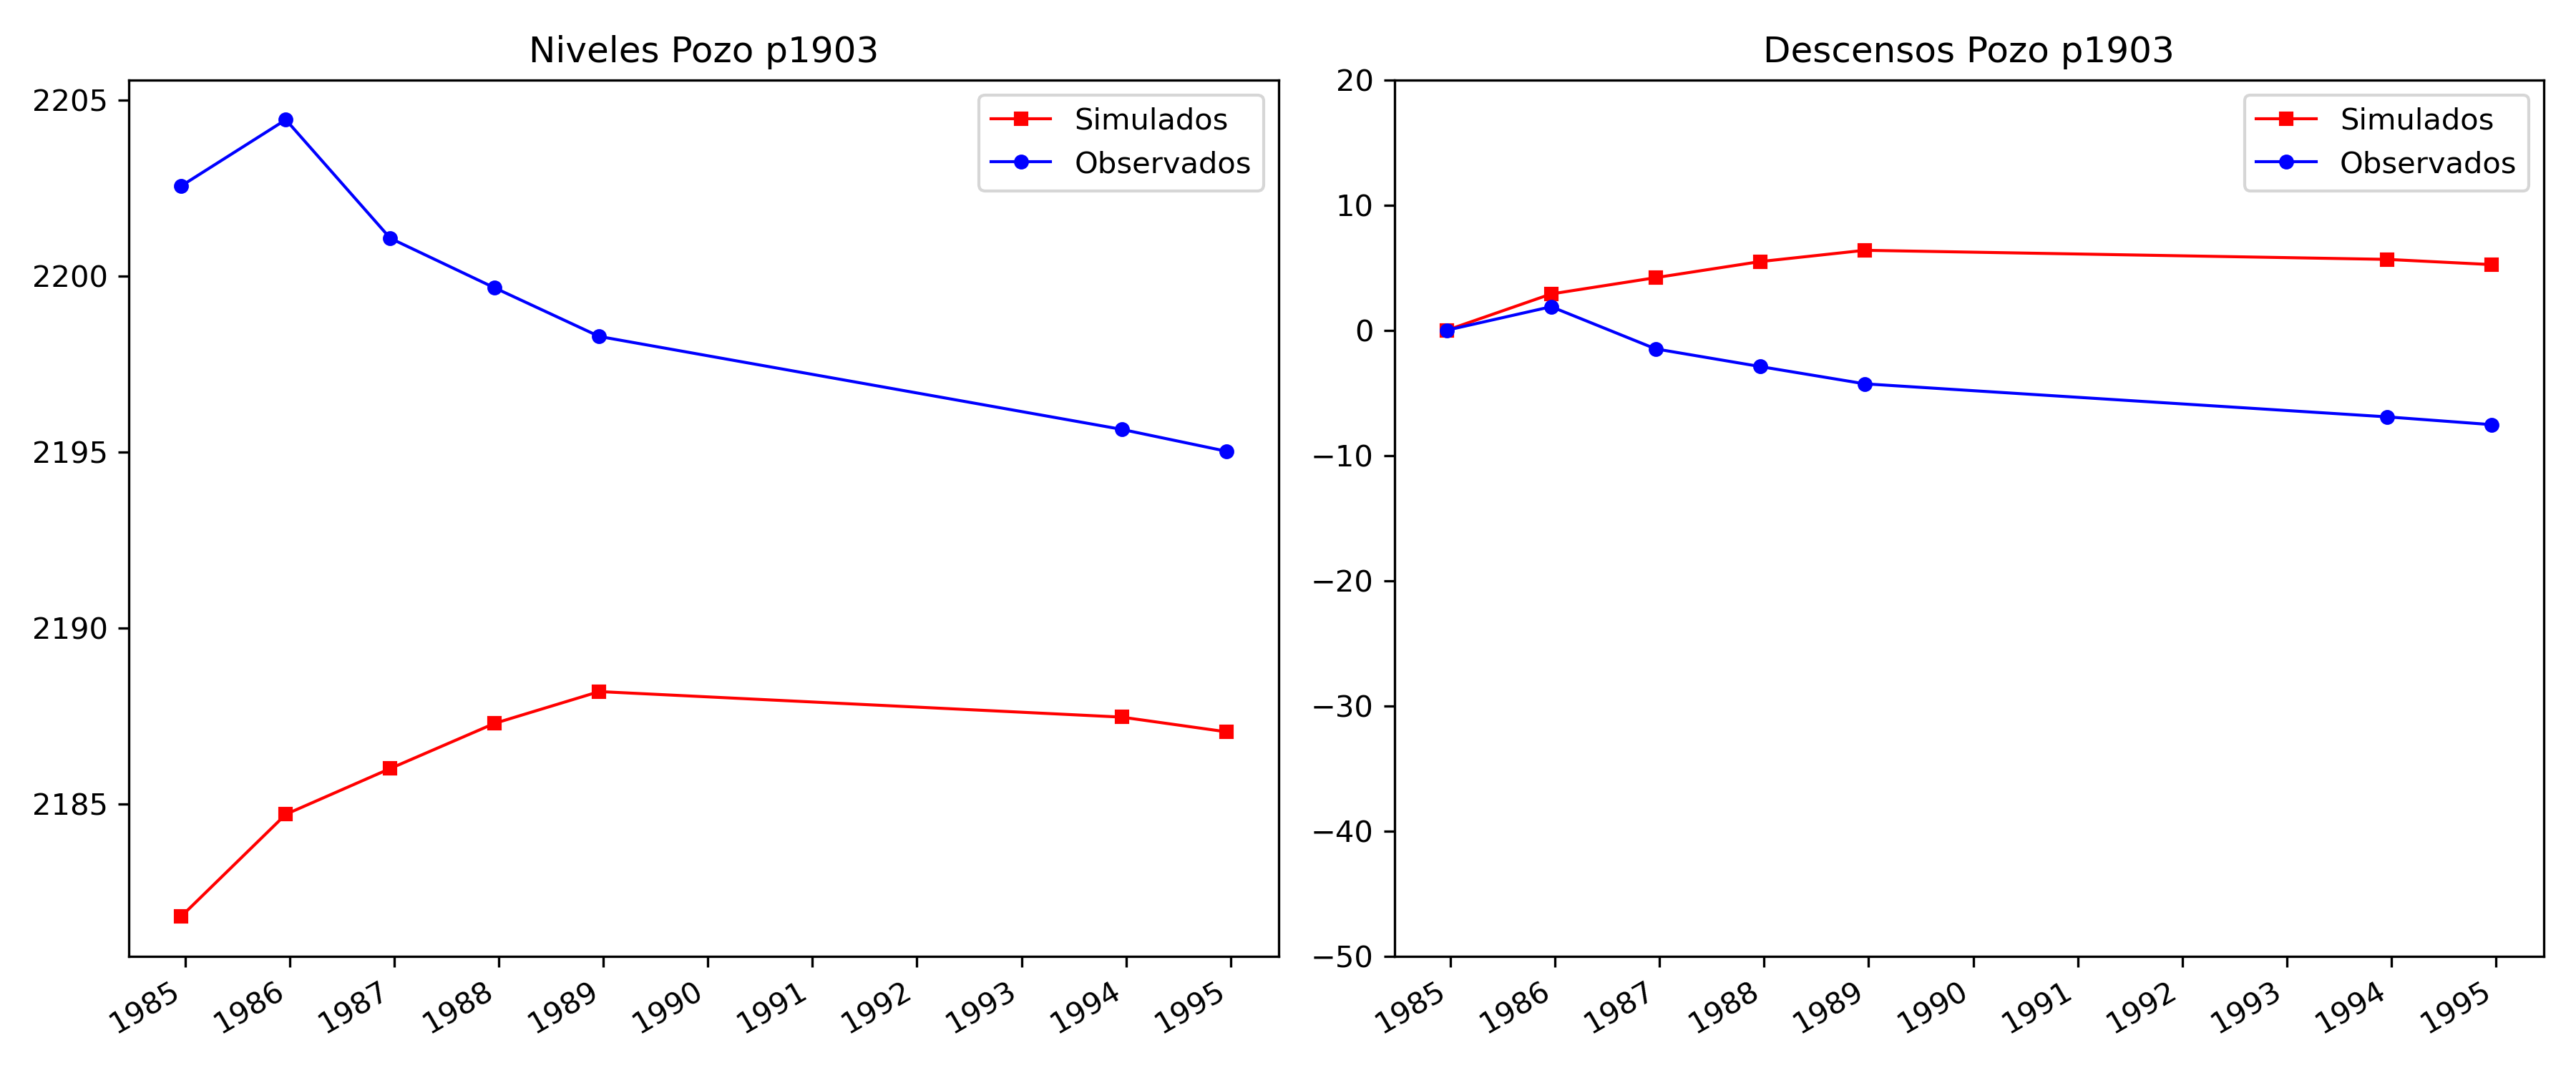 Niveles Pozo p1903
2205
2200
2195
2190
2185
Simulados
Observados
1985 1986 1987 1988 1989 1990 1991 1992 1993 1994 1995
Descensos Pozo p1903
20
10
0
−10
−20
−30
−40
−50
Simulados
Observados
1985 1986 1987 1988 1989 1990 1991 1992 1993 1994 1995